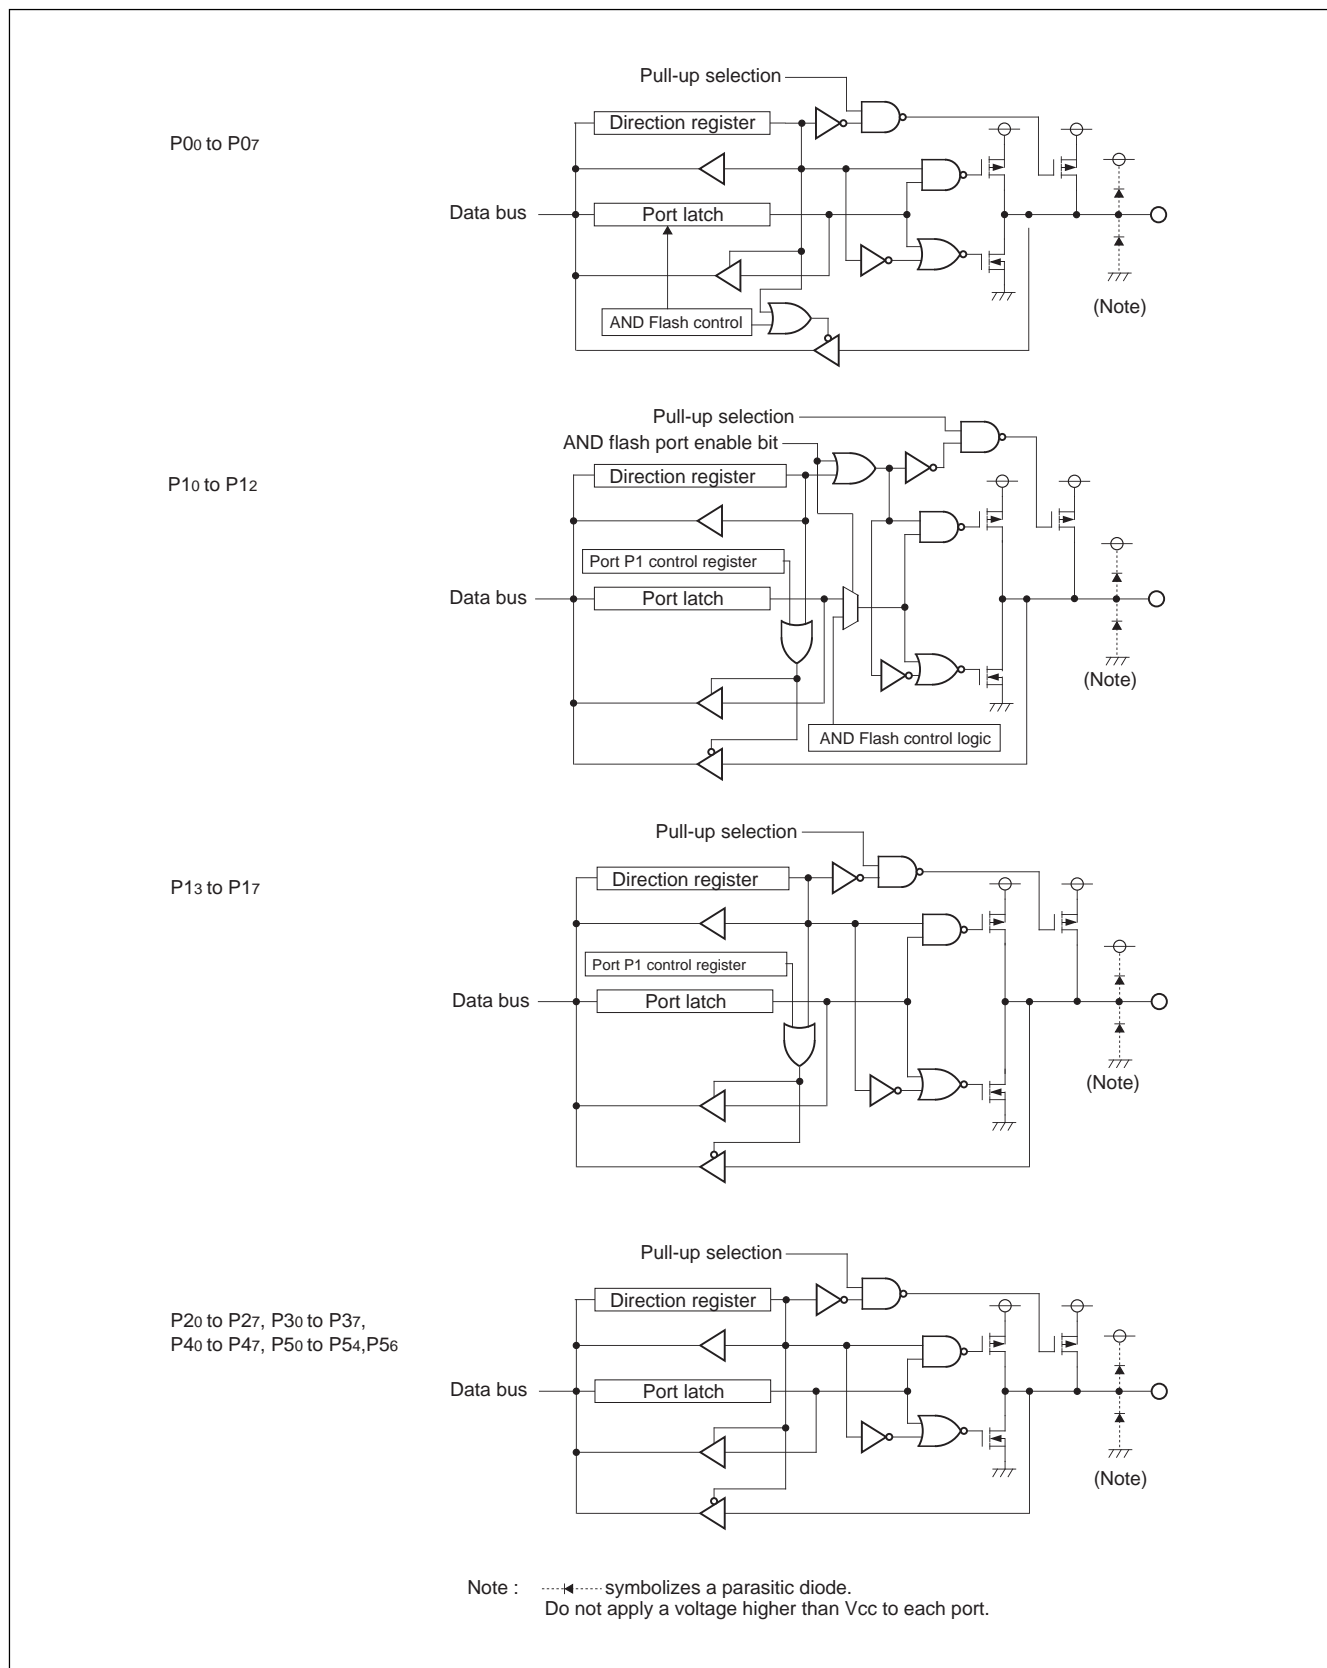 Pull-up selection
P00 to P07
Direction register
Data bus
Port latch
(Note)
AND Flash control
Pull-up selection
AND flash port enable bit
P10 to P12
Direction register
Port P1 control register
Data bus
Port latch
(Note)
AND Flash control logic
Pull-up selection
P13 to P17
Direction register
Port P1 control register
Data bus
Port latch
(Note)
Pull-up selection
P20 to P27, P30 to P37,
P40 to P47, P50 to P54,P56
Direction register
Data bus
Port latch
(Note)
Note : symbolizes a parasitic diode.
Do not apply a voltage higher than Vcc to each port.